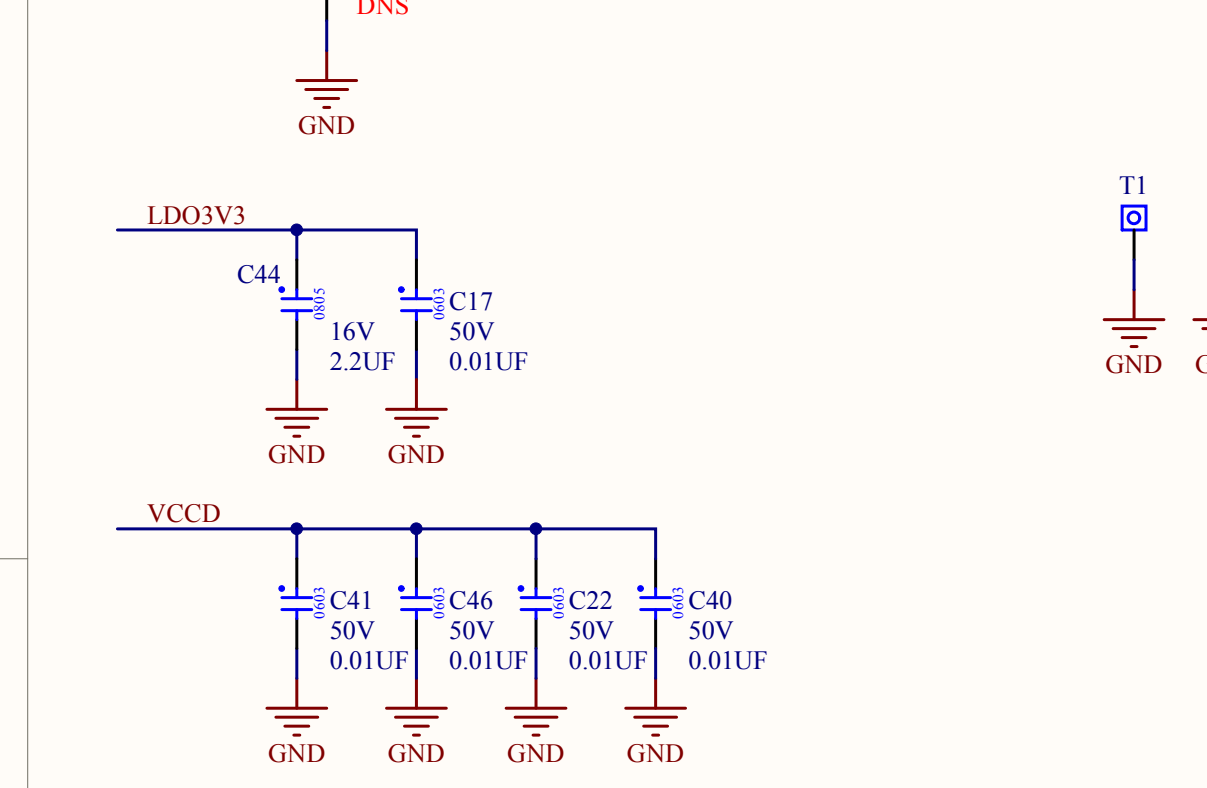 DNS
GND
T1
LDO3V3
C44
0805
16V
2.2UF
0603
C17
50V
0.01UF
GND
GND
GND
VCCD
0603
C41
50V
0.01UF
0603
C46
50V
0.01UF
0603
C22
50V
0.01UF
0603
C40
50V
0.01UF
GND
GND
GND
GND